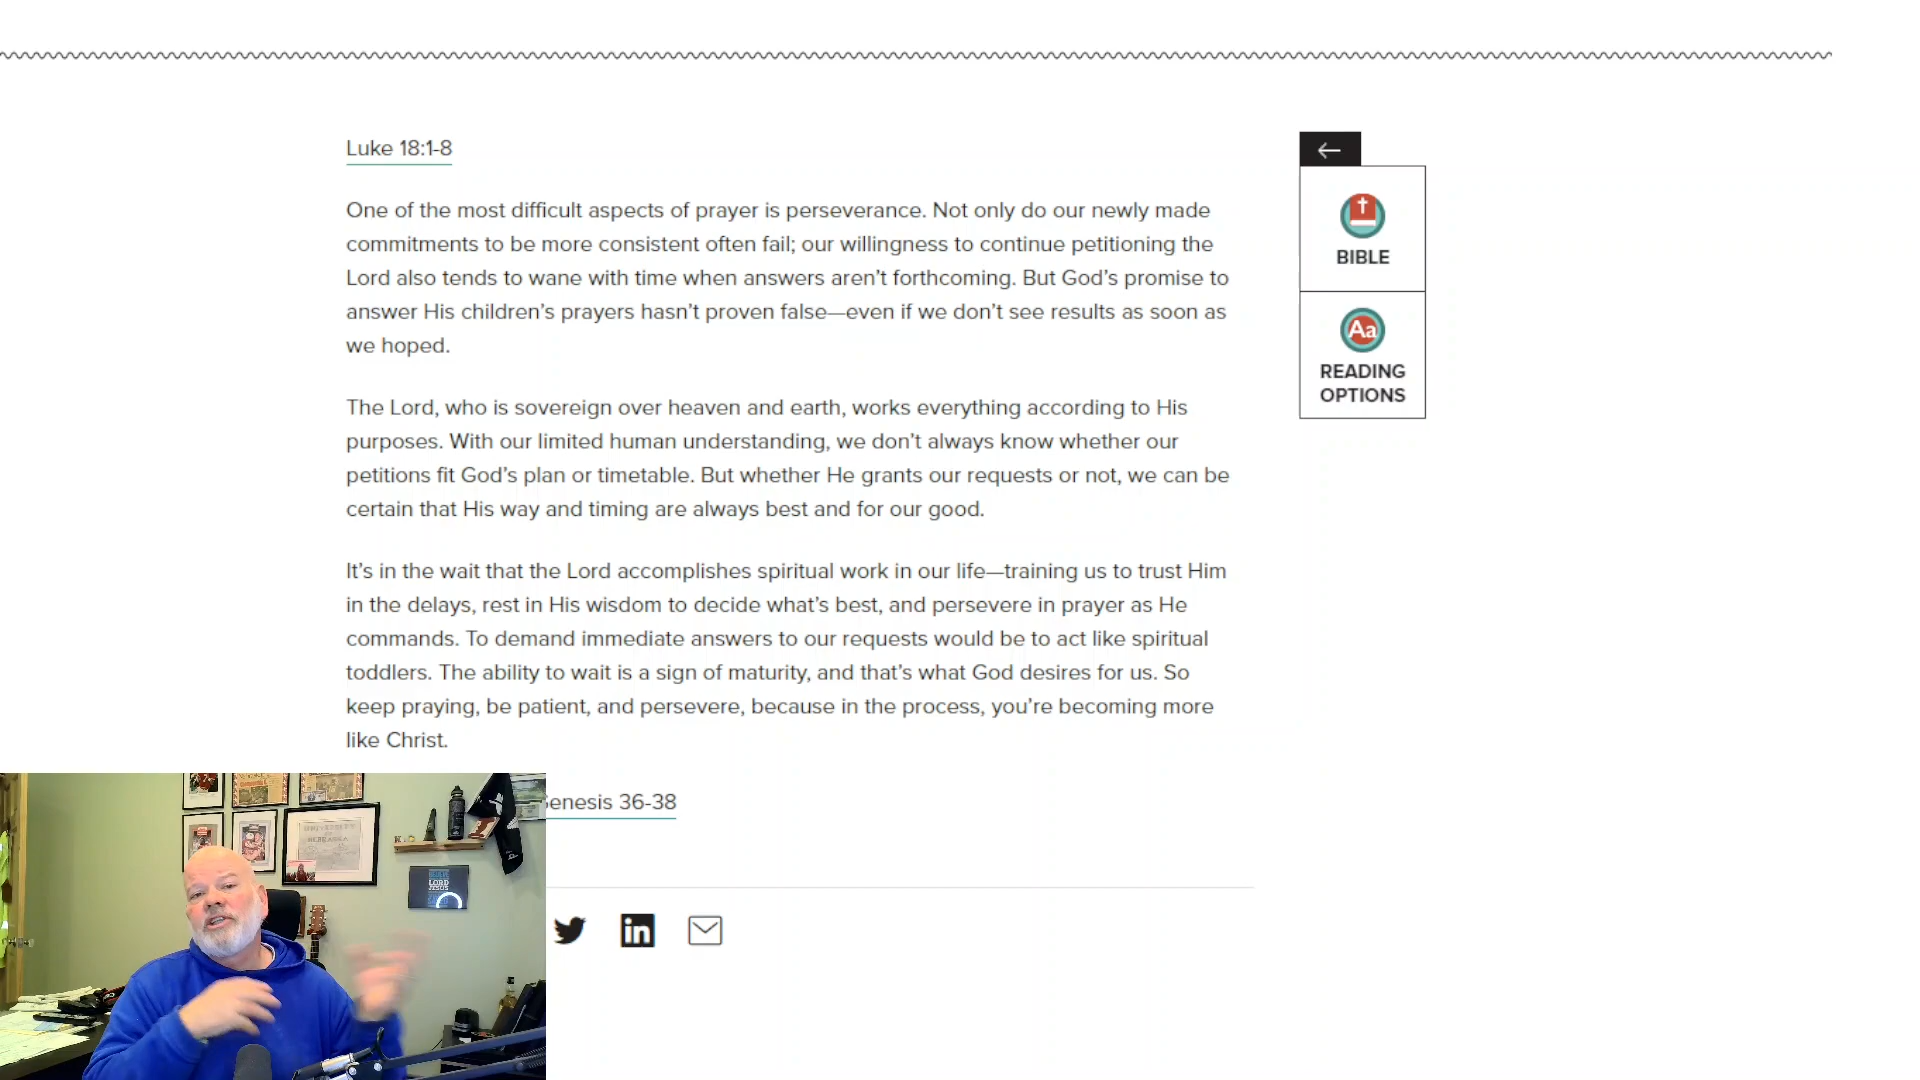 Luke 18:1-8
One of the most difficult aspects of prayer is perseverance. Not only do our newly made
commitments to be more consistent often fail; our willingness to continue petitioning the
Lord also tends to wane with time when answers aren’t forthcoming. But God’s promise to
answer His children’s prayers hasn’t proven false—even if we don’t see results as soon as
we hoped.
The Lord, who is sovereign over heaven and earth, works everything according to His
purposes. With our limited human understanding, we don’t always know whether our
petitions fit God’s plan or timetable. But whether He grants our requests or not, we can be
certain that His way and timing are always best and for our good.
It’s in the wait that the Lord accomplishes spiritual work in our life—training us to trust Him
in the delays, rest in His wisdom to decide what’s best, and persevere in prayer as He
commands. To demand immediate answers to our requests would be to act like spiritual
toddlers. The ability to wait is a sign of maturity, and that’s what God desires for us. So
keep praying, be patient, and persevere, because in the process, you’re becoming more
like Christ.
Genesis 36-38
BIBLE
Aa
READING
OPTIONS
in
UNIVERSITY
OF
NEBRASKA
LORD
JESUS